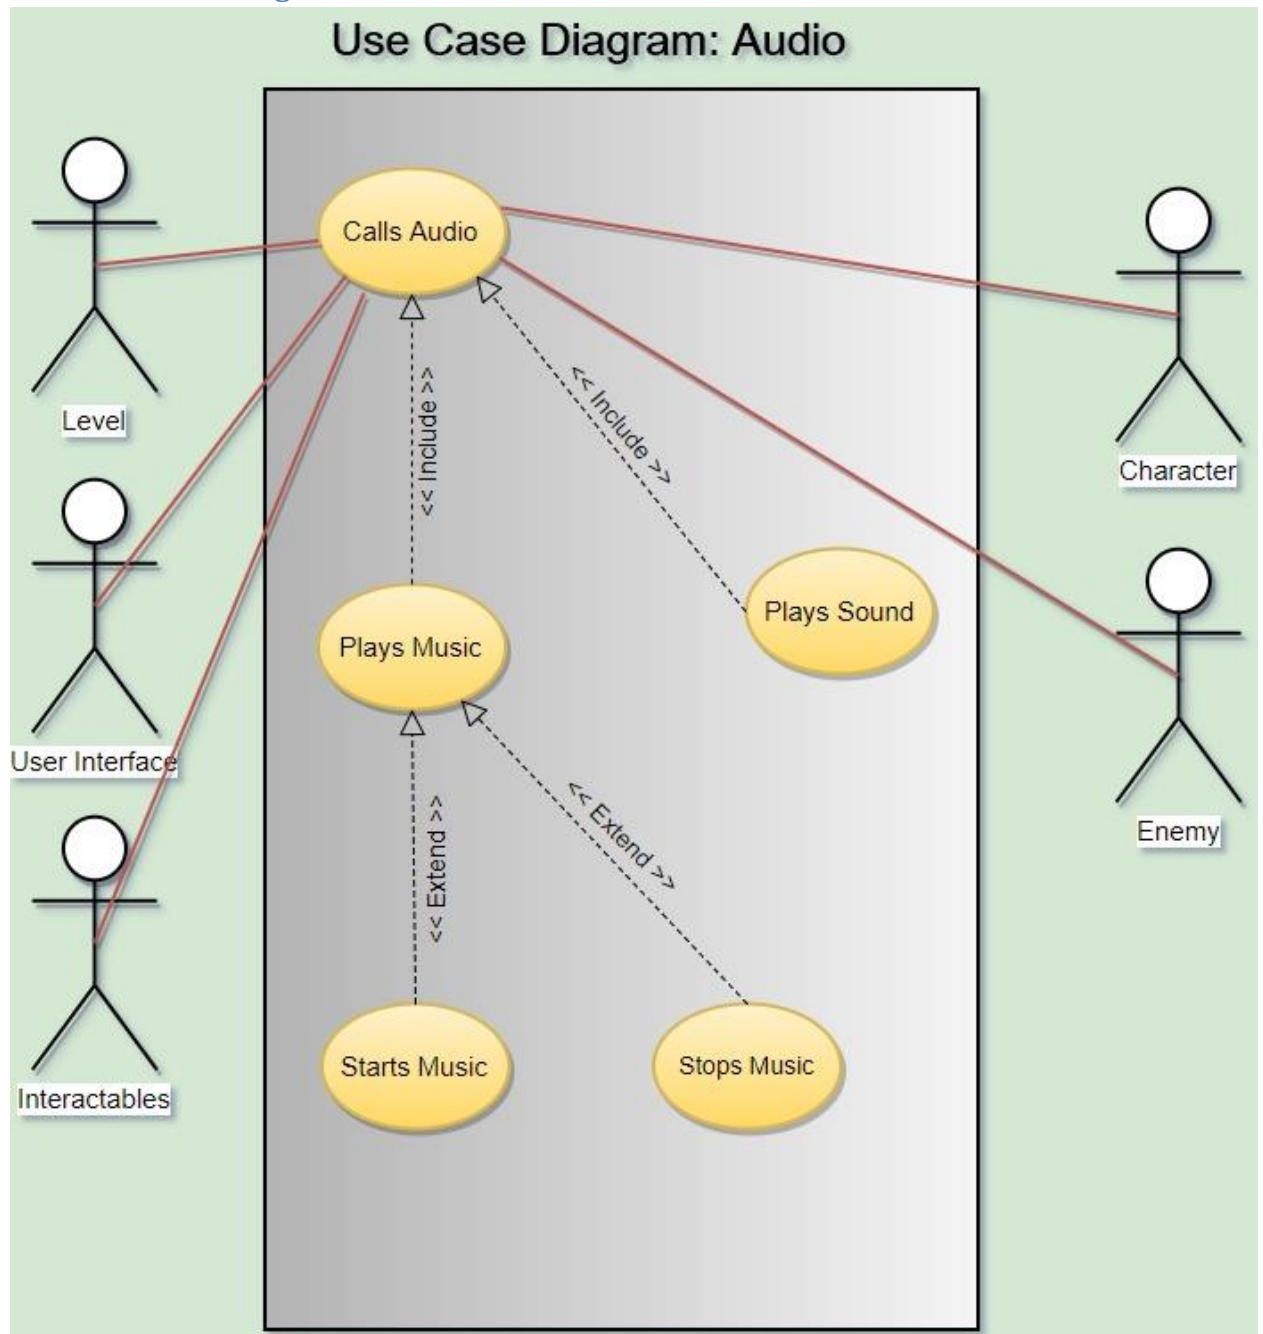 Use Case Diagram: Audio
Calls Audio
Level
<< Include >>
<< Include >>
Character
User Interface
Plays Music
Plays Sound
<< Extend >>
<< Extend >>
Enemy
Interactables
Starts Music
Stops Music